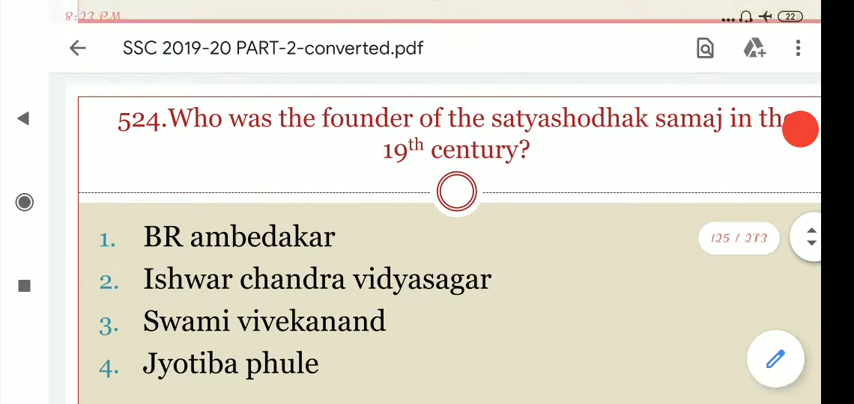 8:23 PM
22
SSC 2019-20 PART-2-converted.pdf
524.Who was the founder of the satyashodhak samaj in the
19th century?
1. BR ambedakar
125 / 273
2. Ishwar chandra vidyasagar
3. Swami vivekanand
4. Jyotiba phule